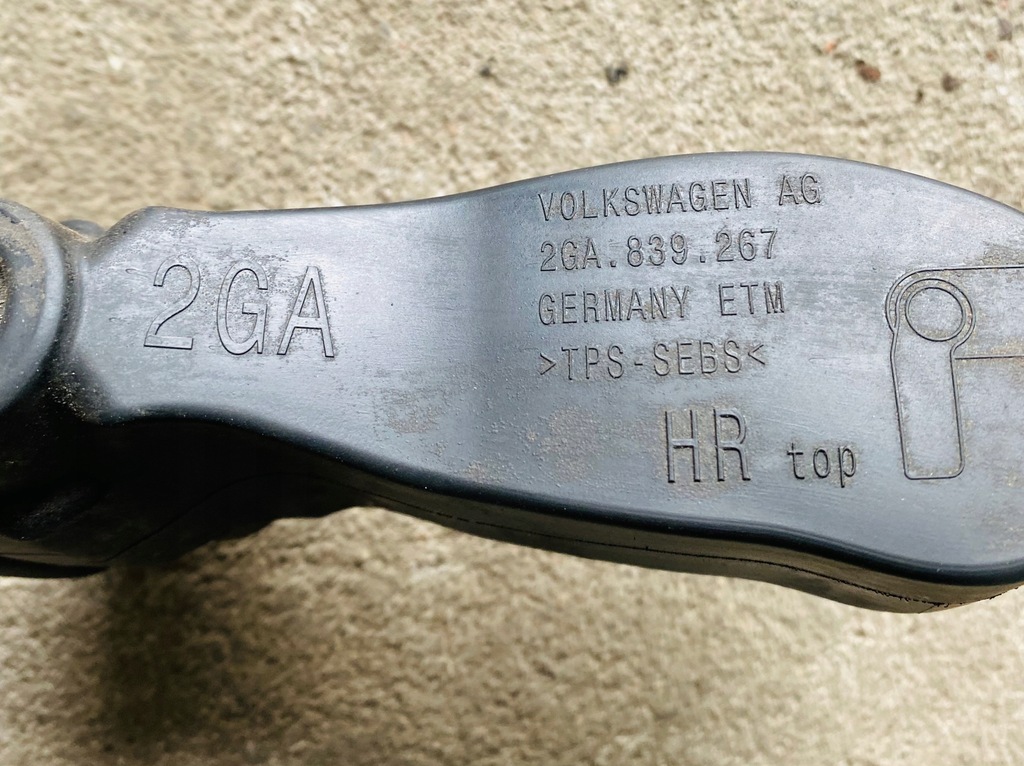 2GA
VOLKSWAGEN AG
2GA.839.267
GERMANY ETM
>TPS-SEBS<
HR top